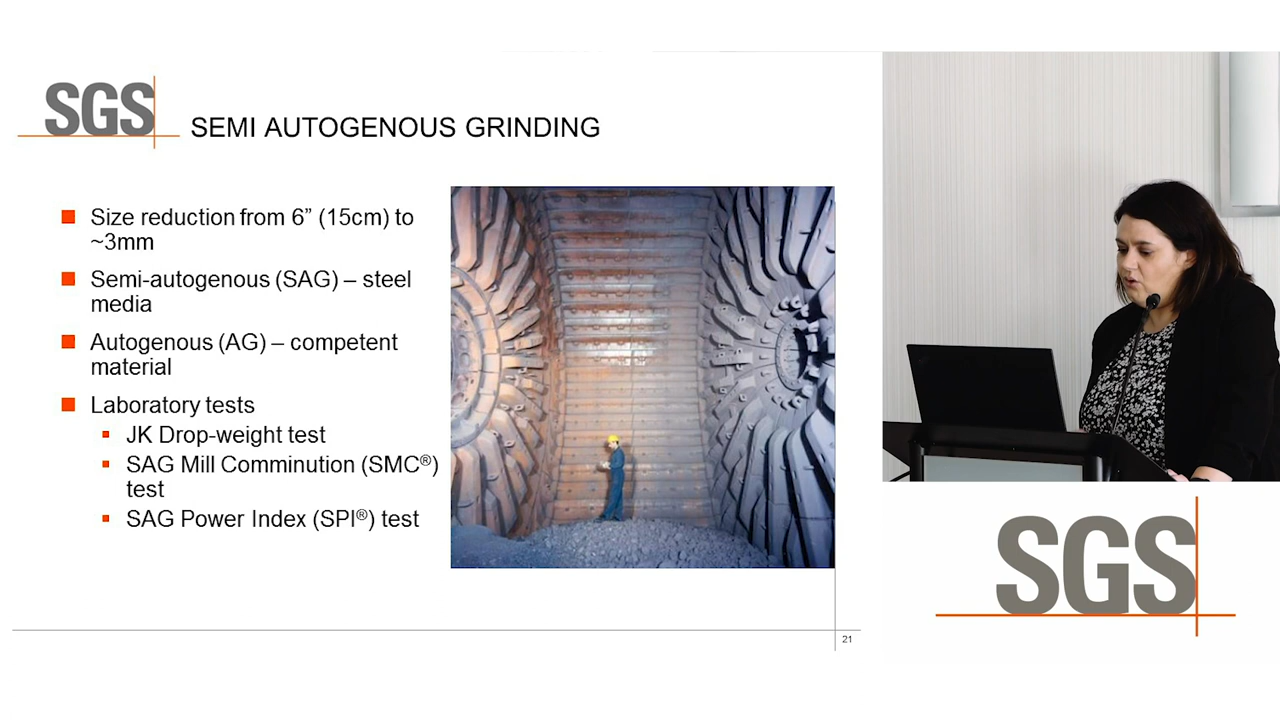 SGS
SEMI AUTOGENOUS GRINDING
Size reduction from 6” (15cm) to
~3mm
Semi-autogenous (SAG) – steel
media
Autogenous (AG) – competent
material
Laboratory tests
JK Drop-weight test
SAG Mill Comminution (SMC®)
test
SAG Power Index (SPI®) test
21
SGS